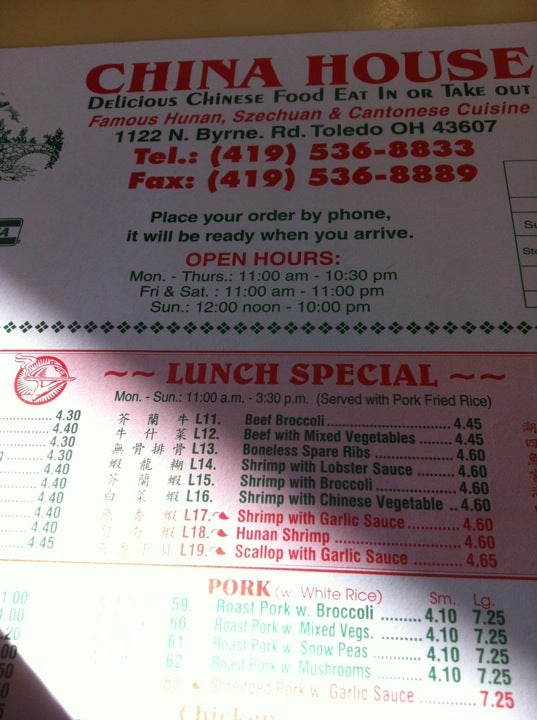 CHINA HOUSE
Delicious Chinese Food Eat In or Take out
Famous Hunan, Szechuan & Cantonese Cuisine
1122 N. Byrne. Rd. Toledo OH 43607
Tel.: (419) 536-8833
Fax: (419) 536-8889
Place your order by phone,
it will be ready when you arrive.
OPEN HOURS:
Mon. - Thurs.: 11:00 am - 10:30 pm
Fri & Sat. : 11:00 am - 11:00 pm
Sun.: 12:00 noon - 10:00 pm
~~ LUNCH SPECIAL ~~
Mon. - Sun.: 11:00 a.m. - 3:30 p.m. (Served with Pork Fried Rice)
4.30
4.40
4.30
4.40
4.40
4.40
4.40
4.45
芥蘭牛 L11. Beef Broccoli 4.45
牛什菜 L12. Beef with Mixed Vegetables 4.45
無骨排骨 L13. Boneless Spare Ribs 4.60
蝦龍糊 L14. Shrimp with Lobster Sauce 4.60
芥蘭蝦 L15. Shrimp with Broccoli 4.60
白菜蝦 L16. Shrimp with Chinese Vegetable 4.60
魚香蝦 L17. Shrimp with Garlic Sauce 4.60
L18. Hunan Shrimp 4.60
L19. Scallop with Garlic Sauce 4.65
PORK (w. White Rice) Sm. Lg.
59. Roast Pork w. Broccoli 4.10 7.25
60. Roast Pork w. Mixed Vegs. 4.10 7.25
61. Roast Pork w. Snow Peas 4.10 7.25
62. Roast Pork w. Mushrooms 4.10 7.25
63. Shredded Pork w. Garlic Sauce 7.25
Chicken